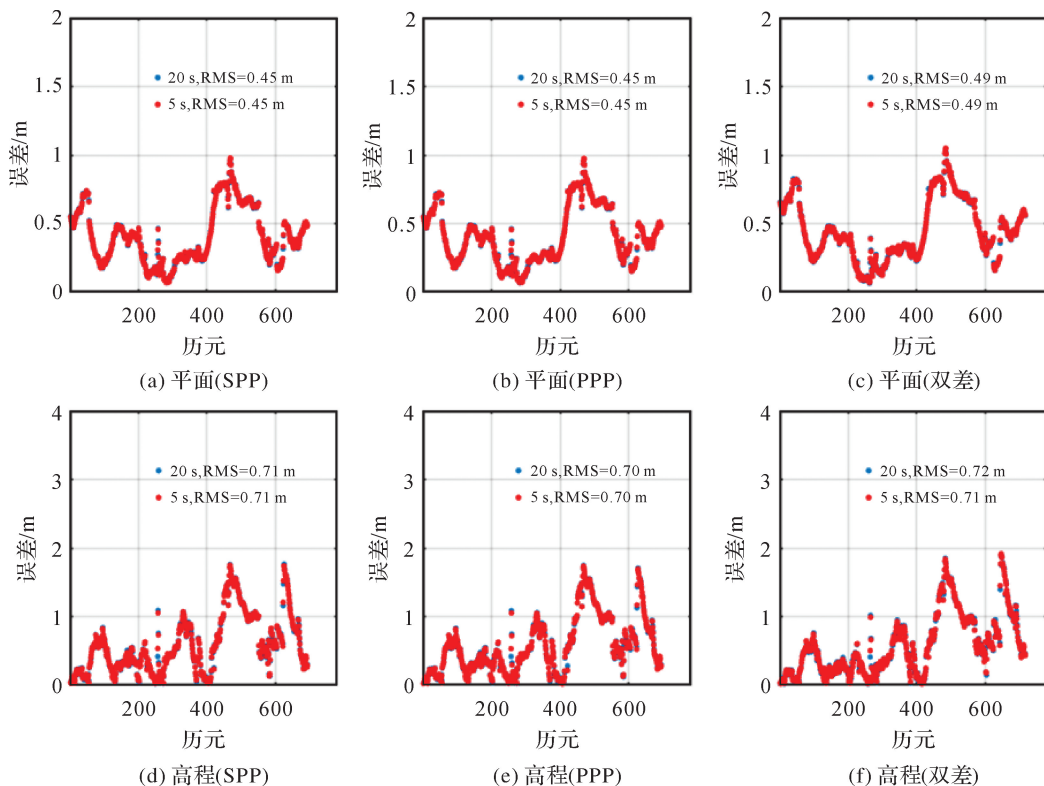 2
1.5
1
0.5
0
误差/m
20 s,RMS=0.45 m
5 s,RMS=0.45 m
200
400
600
历元
(a) 平面(SPP)
2
1.5
1
0.5
0
误差/m
20 s,RMS=0.45 m
5 s,RMS=0.45 m
200
400
600
历元
(b) 平面(PPP)
2
1.5
1
0.5
0
误差/m
20 s,RMS=0.49 m
5 s,RMS=0.49 m
200
400
600
历元
(c) 平面(双差)
4
3
2
1
0
误差/m
20 s,RMS=0.71 m
5 s,RMS=0.71 m
200
400
600
历元
(d) 高程(SPP)
4
3
2
1
0
误差/m
20 s,RMS=0.70 m
5 s,RMS=0.70 m
200
400
600
历元
(e) 高程(PPP)
4
3
2
1
0
误差/m
20 s,RMS=0.72 m
5 s,RMS=0.71 m
200
400
600
历元
(f) 高程(双差)